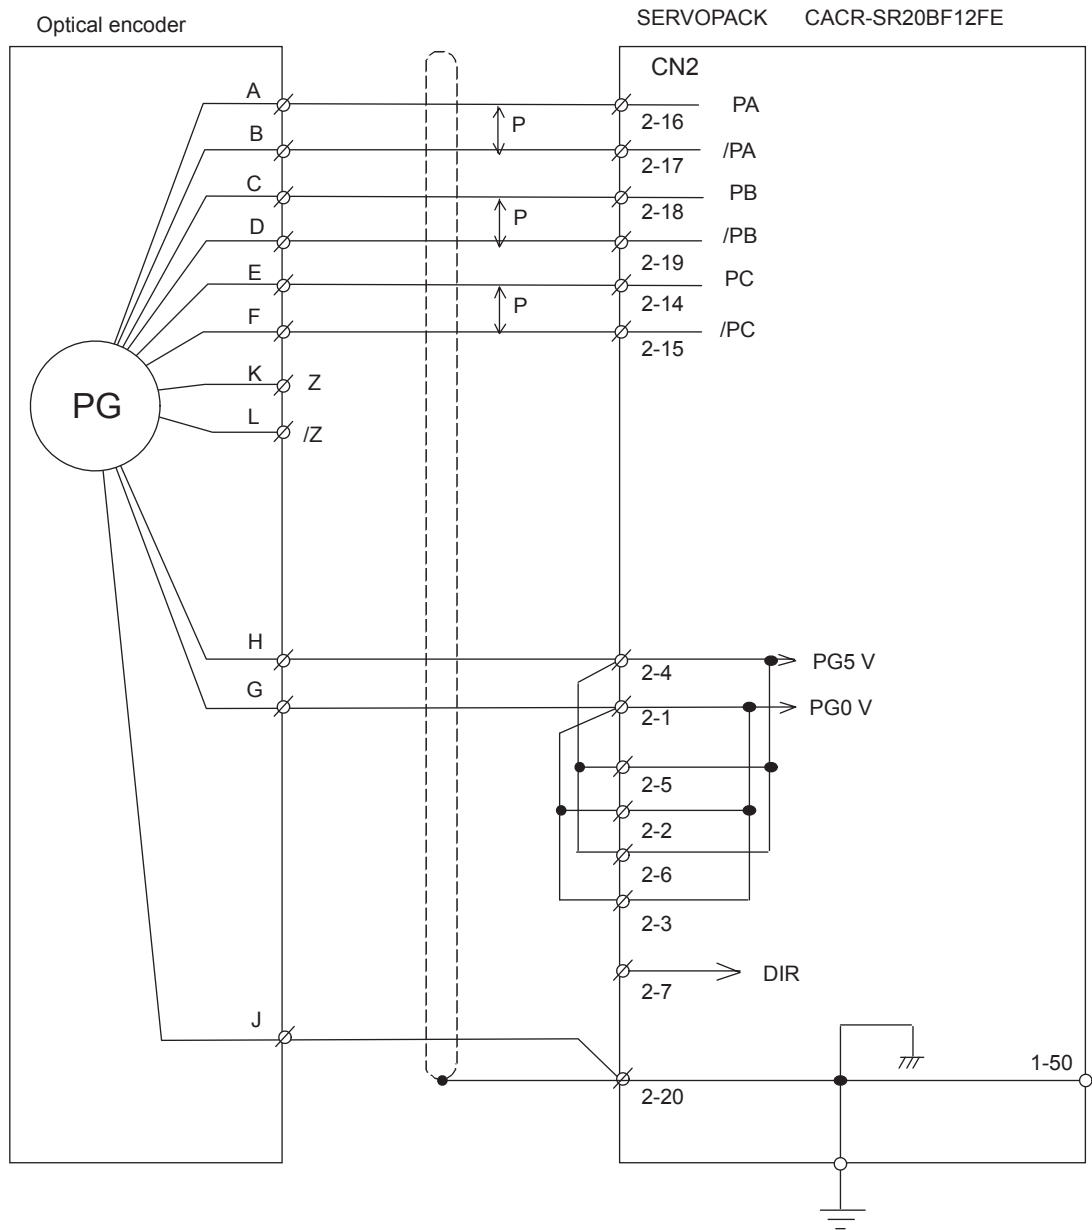 SERVOPACK CACR-SR20BF12FE
Optical encoder
CN2
A
PA
P
2-16
B
/PA
2-17
C
PB
2-18
P
D
/PB
2-19
E
PC
2-14
P
F
/PC
2-15
K
Z
PG
L
/Z
H
PG5 V
2-4
G
PG0 V
2-1
2-5
2-2
2-6
2-3
DIR
2-7
J
1-50
2-20